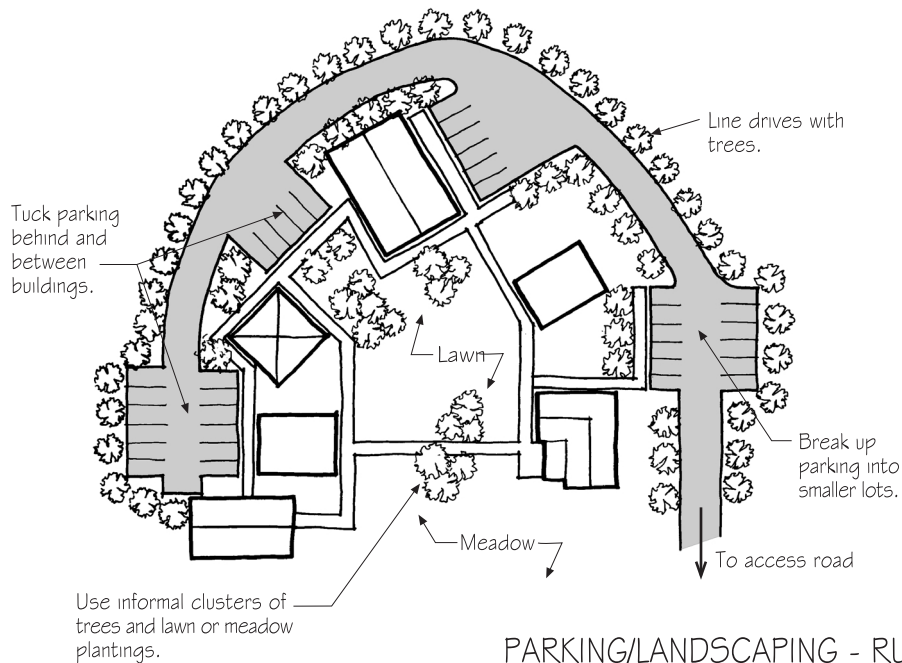 Line drives with
trees.
Tuck parking
behind and
between
buildings.
Lawn
Break up
parking into
smaller lots.
Meadow
To access road
Use informal clusters of
trees and lawn or meadow
plantings.
PARKING/LANDSCAPING - RU